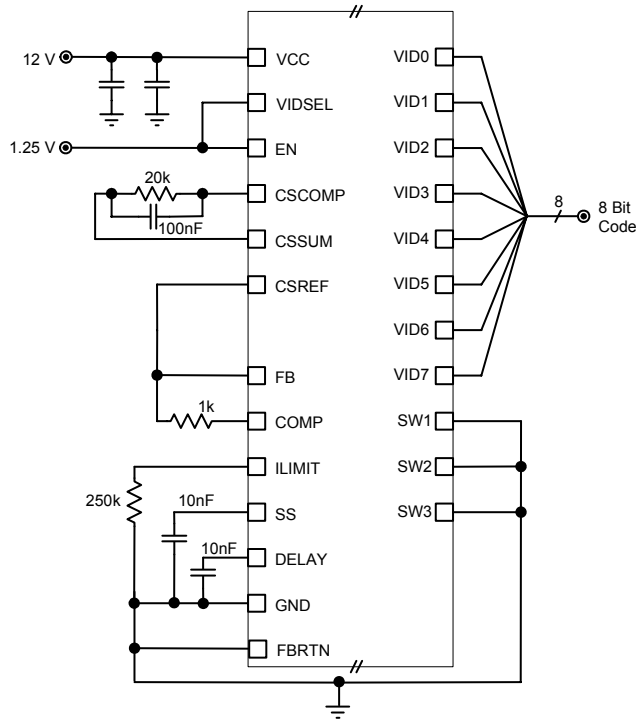 12 V
VCC
VID0
VIDSEL
VID1
1.25 V
EN
VID2
20k
CSCOMP
VID3
100nF
CSSUM
VID4
8
8 Bit
Code
CSREF
VID5
VID6
FB
VID7
1k
COMP
SW1
ILIMIT
SW2
250k
10nF
SS
SW3
10nF
DELAY
GND
FBRTN